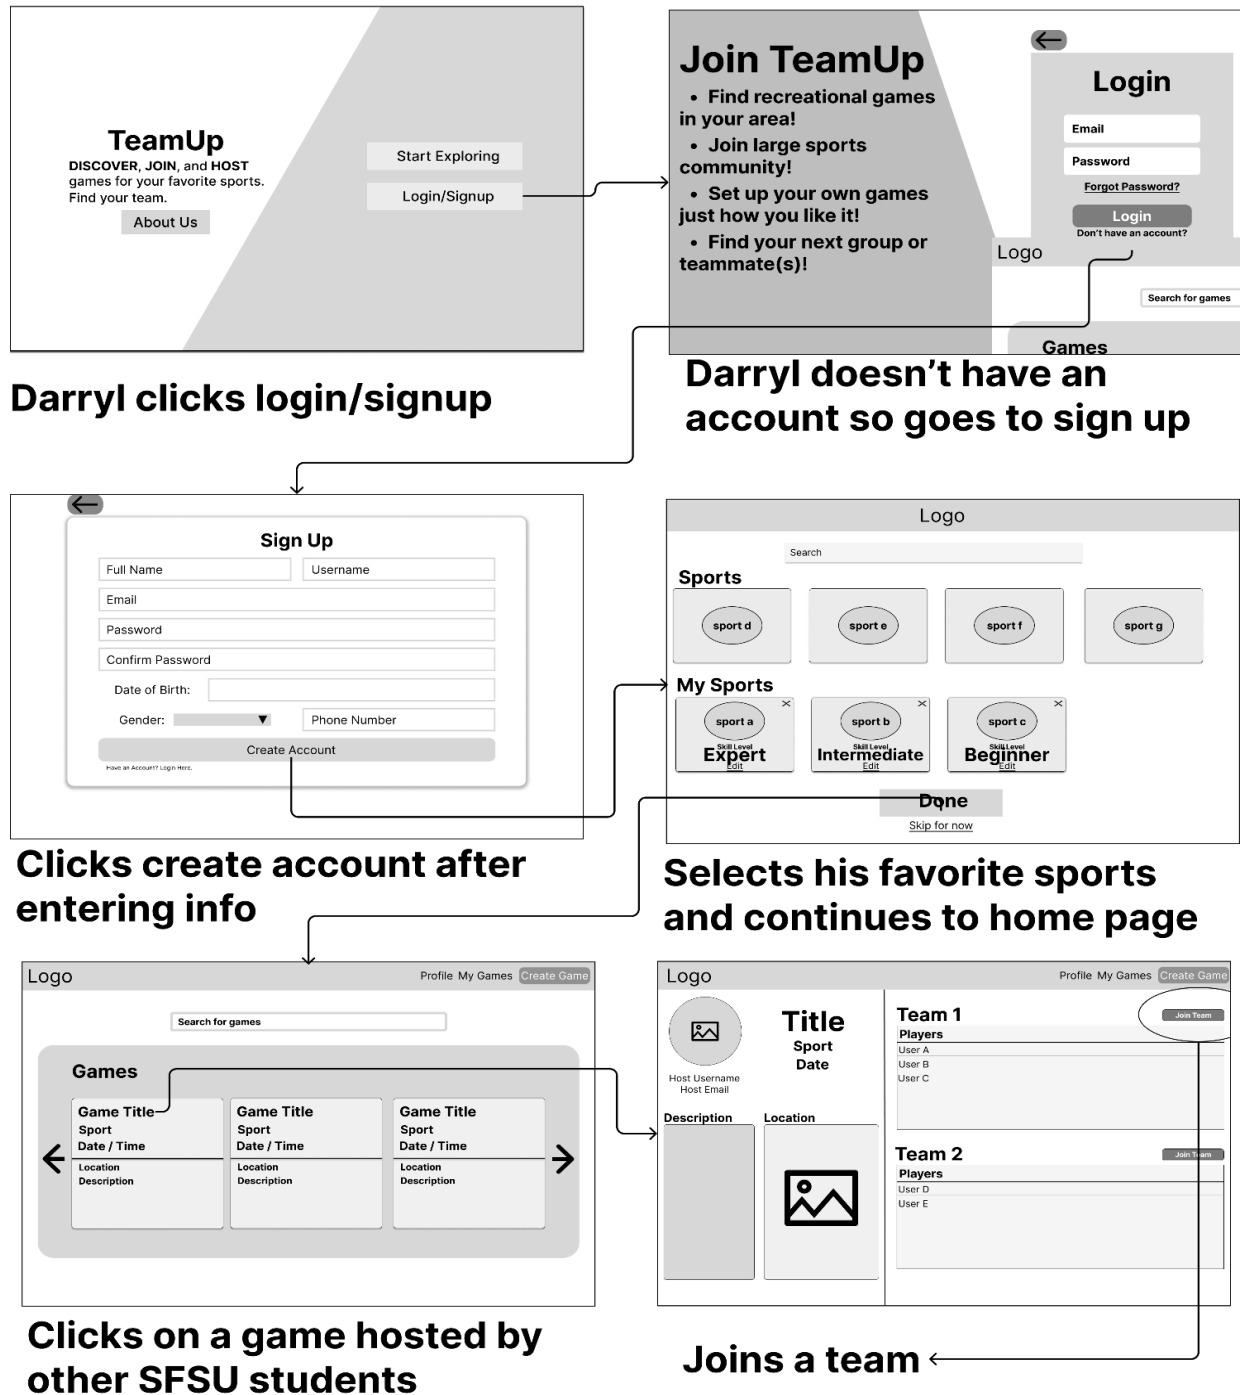 TeamUp
DISCOVER, JOIN, and HOST
games for your favorite sports.
Find your team.
About Us
Start Exploring
Login/Signup
Darryl clicks login/signup
Join TeamUp
• Find recreational games
in your area!
• Join large sports
community!
• Set up your own games
just how you like it!
• Find your next group or
teammate(s)!
Login
Email
Password
Forgot Password?
Login
Don't have an account?
Logo
Search for games
Games
Darryl doesn't have an
account so goes to sign up
Sign Up
Full Name
Username
Email
Password
Confirm Password
Date of Birth:
Gender:
Phone Number
Create Account
Have an Account? Login Here.
Clicks create account after
entering info
Logo
Search
Sports
sport d
sport e
sport f
sport g
My Sports
sport a
Skill Level
Expert
Edit
sport b
Skill Level
Intermediate
Edit
sport c
Skill Level
Beginner
Edit
Done
Skip for now
Selects his favorite sports
and continues to home page
Logo
Profile My Games Create Game
Search for games
Games
Game Title
Sport
Date / Time
Location
Description
Game Title
Sport
Date / Time
Location
Description
Game Title
Sport
Date / Time
Location
Description
Clicks on a game hosted by
other SFSU students
Logo
Profile My Games Create Game
Host Username
Host Email
Title
Sport
Date
Description
Location
Team 1
Join Team
Players
User A
User B
User C
Team 2
Join Team
Players
User D
User E
Joins a team